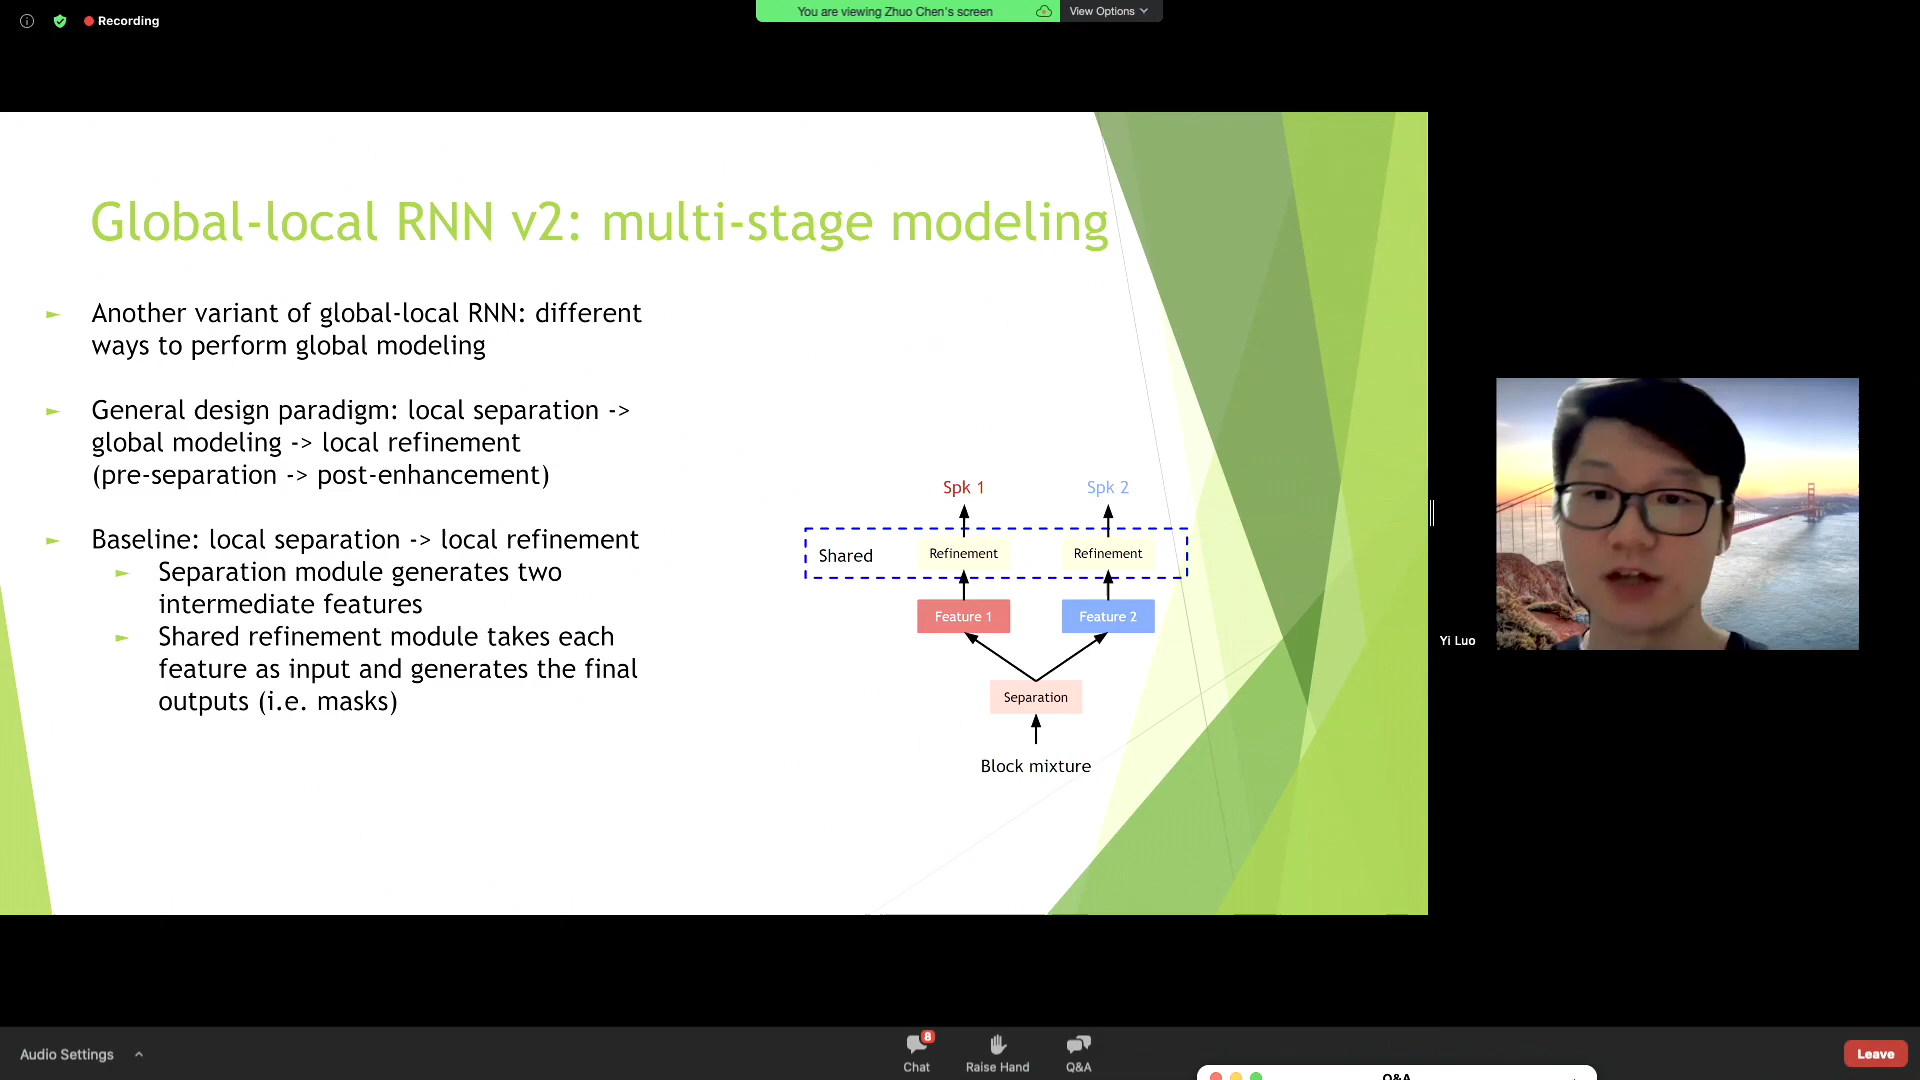 Recording
You are viewing Zhuo Chen's screen
View Options
Global-local RNN v2: multi-stage modeling
Another variant of global-local RNN: different
ways to perform global modeling
General design paradigm: local separation ->
global modeling -> local refinement
(pre-separation -> post-enhancement)
Baseline: local separation -> local refinement
Separation module generates two
intermediate features
Shared refinement module takes each
feature as input and generates the final
outputs (i.e. masks)
Spk 1
Spk 2
Shared
Refinement
Refinement
Feature 1
Feature 2
Separation
Block mixture
Yi Luo
Audio Settings
8
Chat
Raise Hand
Q&A
Leave
Q&A